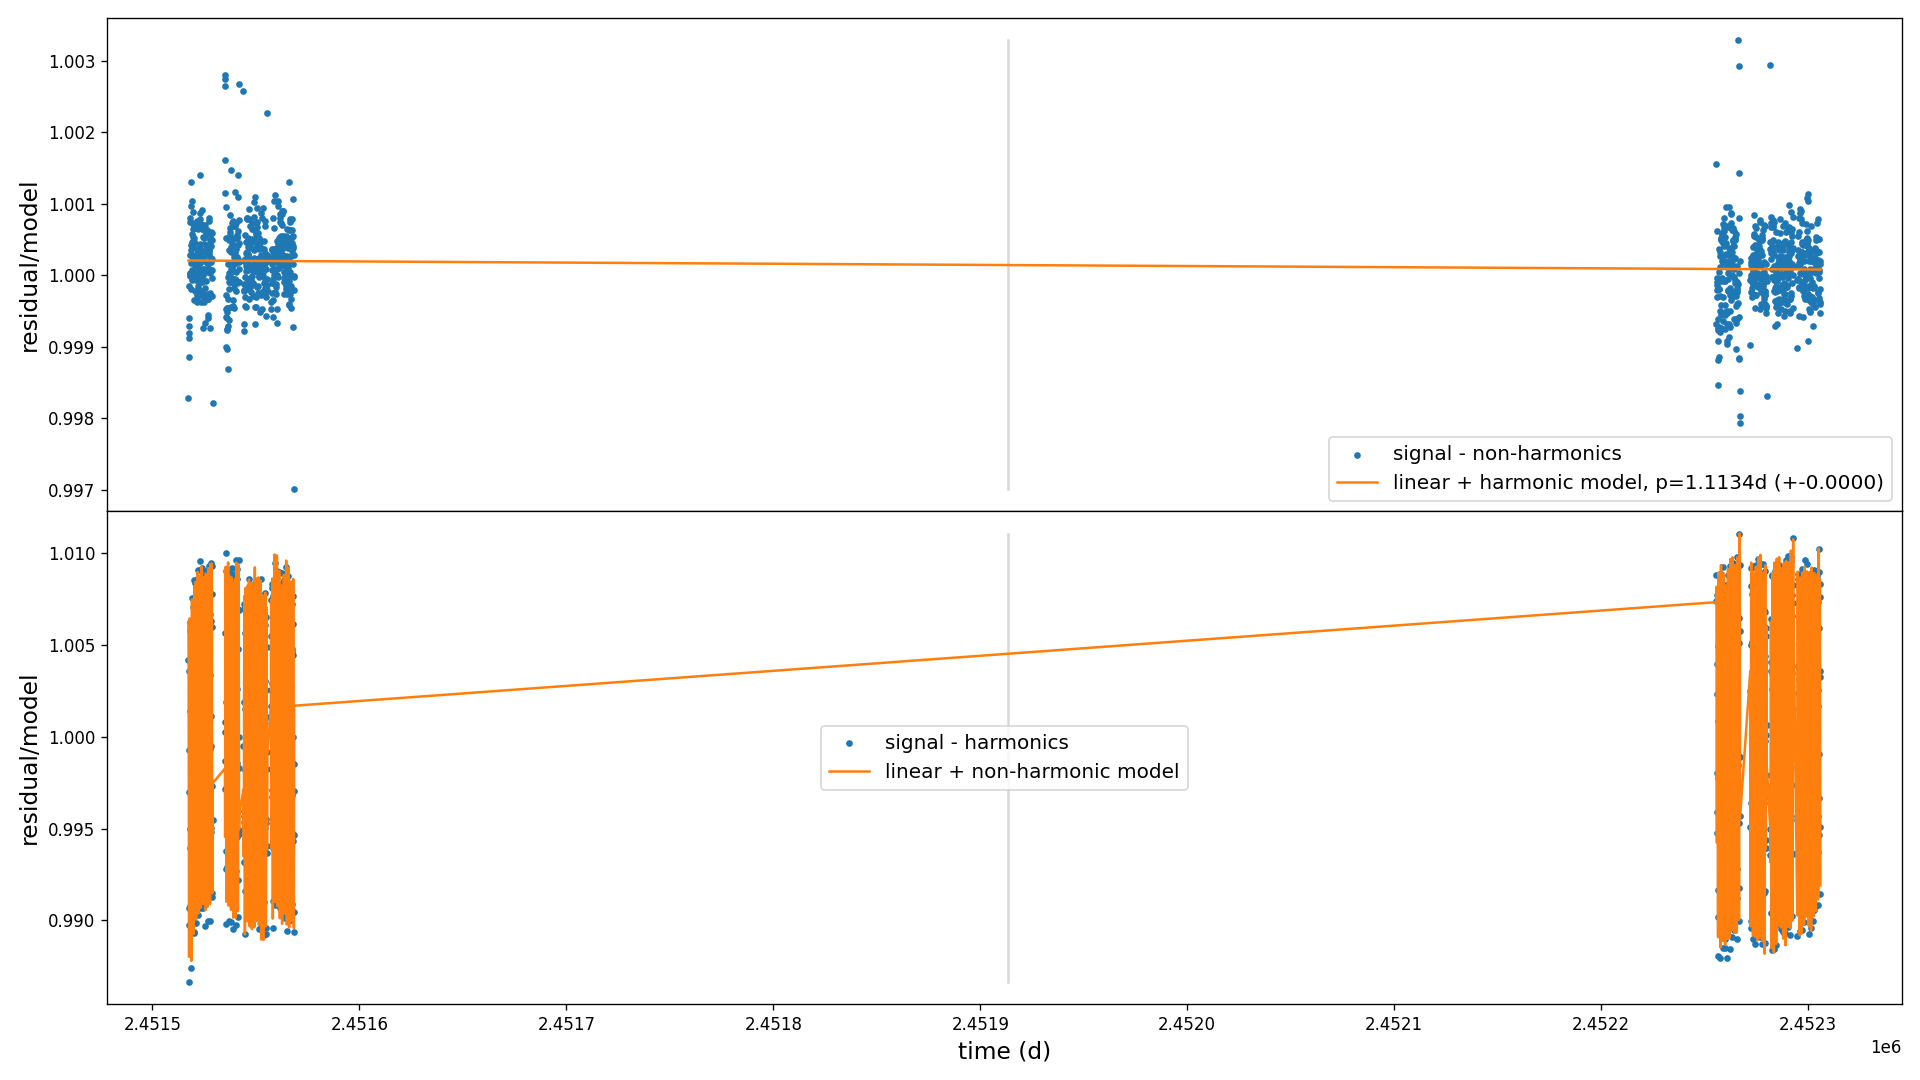 residual/model
1.003
1.002
1.001
1.000
0.999
0.998
0.997
signal - non-harmonics
linear + harmonic model, p=1.1134d (+-0.0000)
residual/model
1.010
1.005
1.000
0.995
0.990
signal - harmonics
linear + non-harmonic model
2.4515 2.4516 2.4517 2.4518 2.4519 2.4520 2.4521 2.4522 2.4523
1e6
time (d)